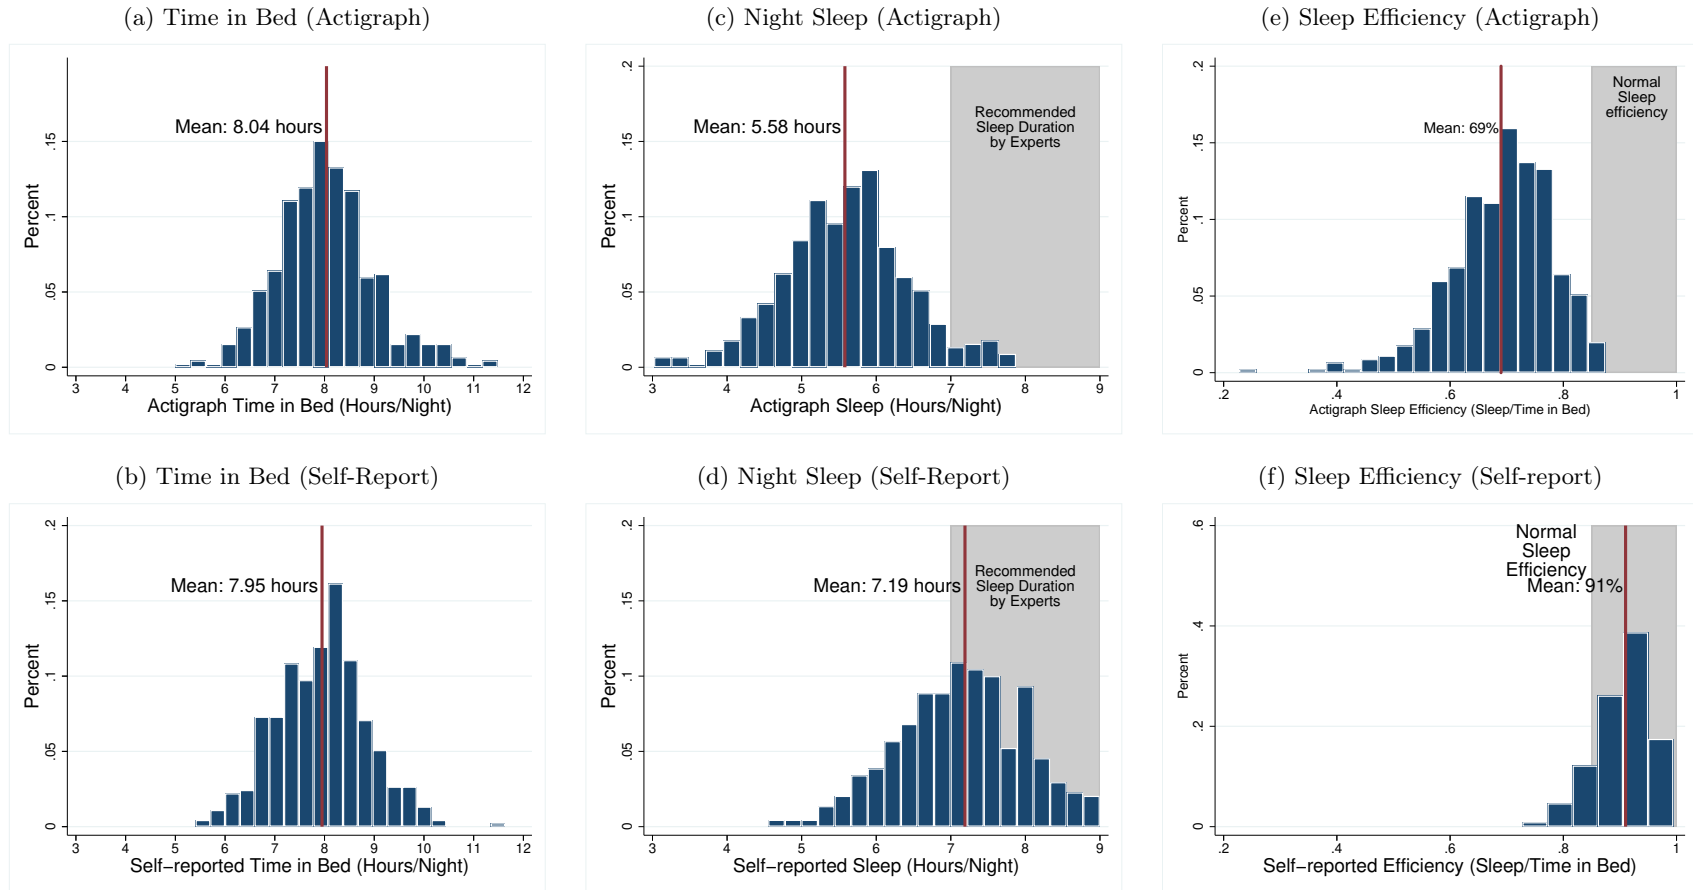 (a) Time in Bed (Actigraph)
Percent
0
.05
.1
.15
.2
Mean: 8.04 hours
3 4 5 6 7 8 9 10 11 12
Actigraph Time in Bed (Hours/Night)
(c) Night Sleep (Actigraph)
Percent
0
.05
.1
.15
.2
Mean: 5.58 hours
Recommended
Sleep Duration
by Experts
3 4 5 6 7 8 9
Actigraph Sleep (Hours/Night)
(e) Sleep Efficiency (Actigraph)
Percent
0
.05
.1
.15
.2
Mean: 69%
Normal
Sleep
efficiency
.2 .4 .6 .8 1
Actigraph Sleep Efficiency (Sleep/Time in Bed)
(b) Time in Bed (Self-Report)
Percent
0
.05
.1
.15
.2
Mean: 7.95 hours
3 4 5 6 7 8 9 10 11 12
Self−reported Time in Bed (Hours/Night)
(d) Night Sleep (Self-Report)
Percent
0
.05
.1
.15
.2
Mean: 7.19 hours
Recommended
Sleep Duration
by Experts
3 4 5 6 7 8 9
Self−reported Sleep (Hours/Night)
(f) Sleep Efficiency (Self-report)
Percent
0
.2
.4
.6
Normal
Sleep
Efficiency
Mean: 91%
.2 .4 .6 .8 1
Self−reported Efficiency (Sleep/Time in Bed)